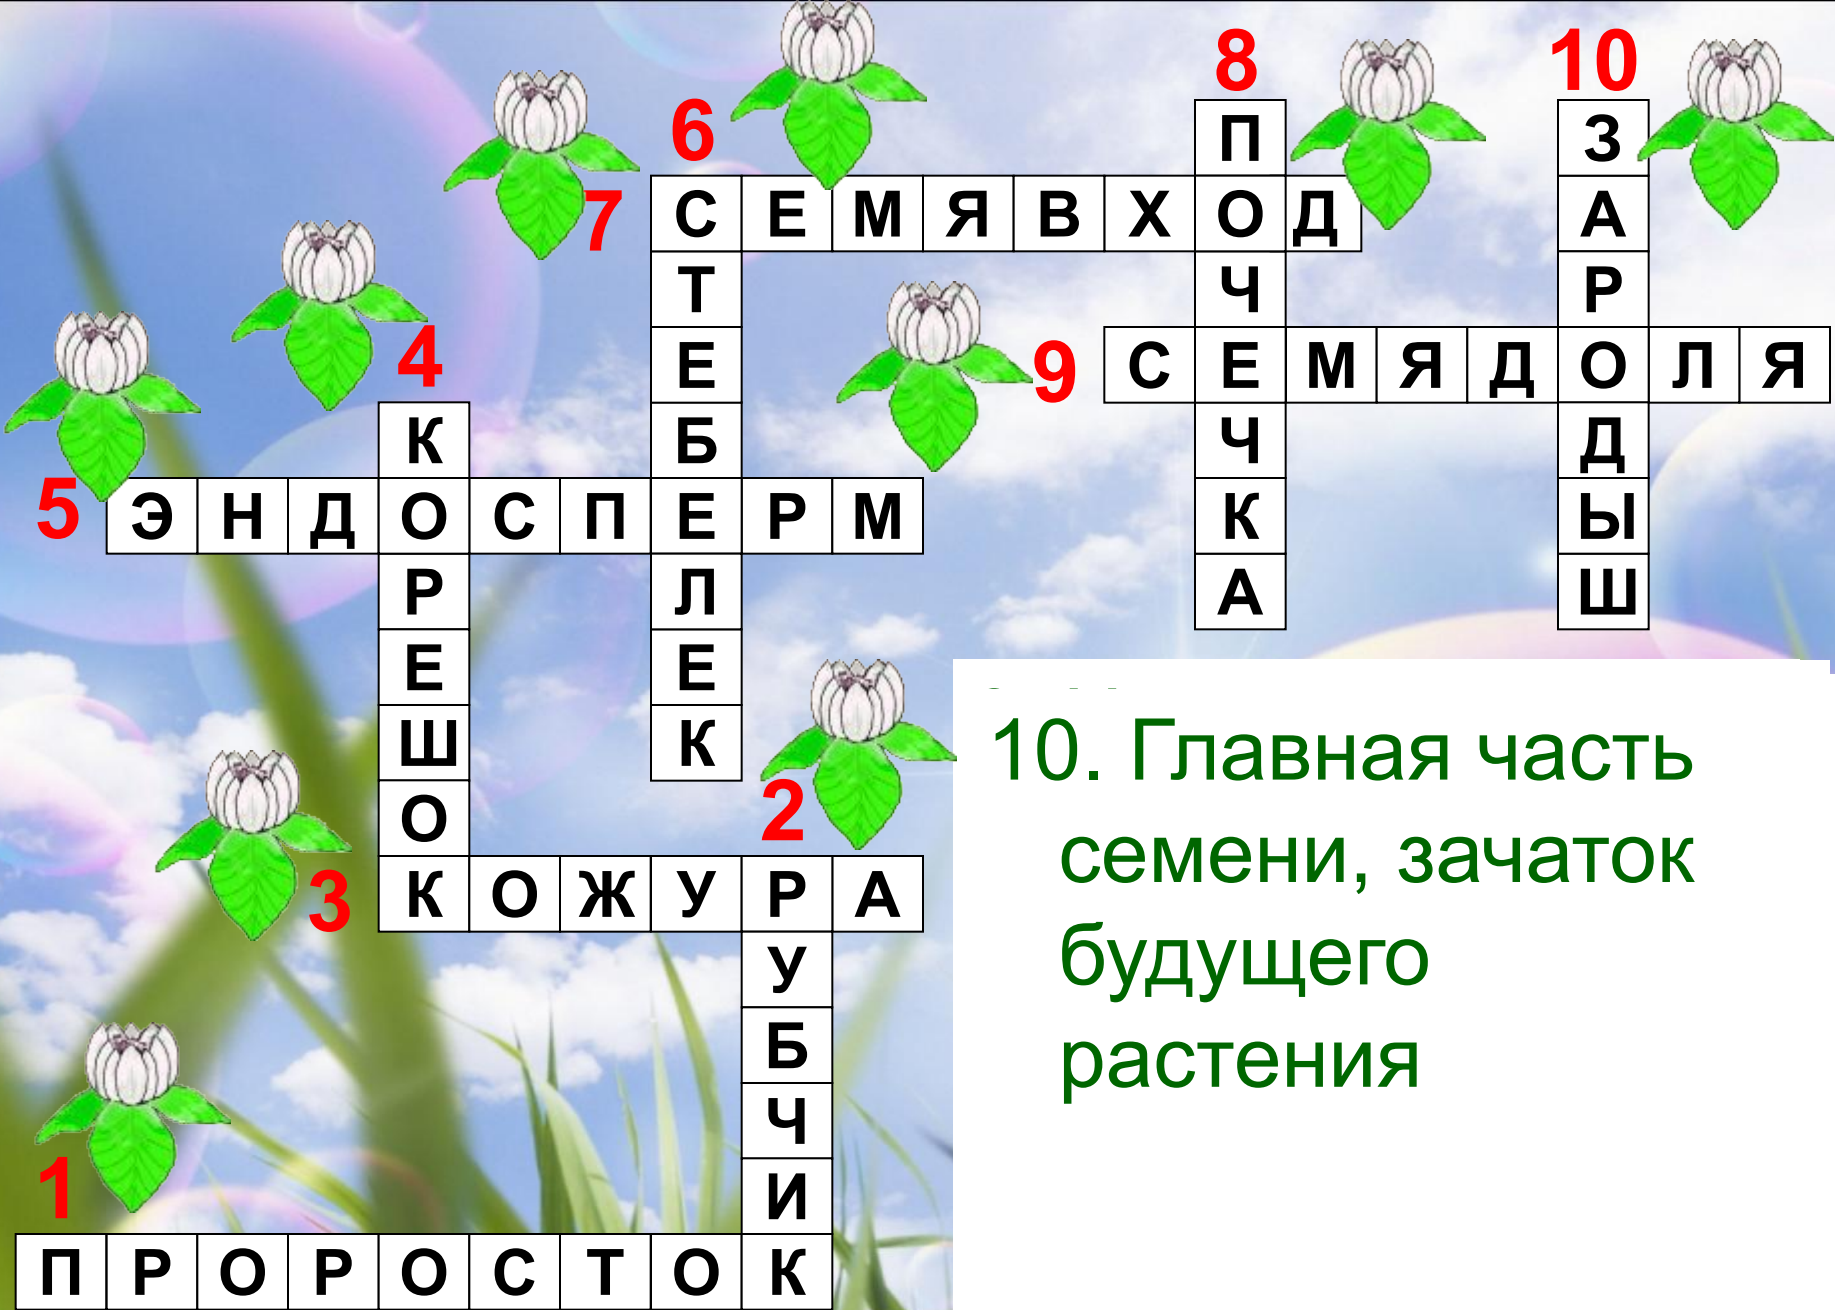 8
10
6
П
З
7
СЕМЯВХОД
А
Т
Ч
Р
4
Е
9
СЕМЯДОЛЯ
К
Б
Ч
Д
5
ЭНДОСПЕРМ
К
Ы
Р
Л
А
Ш
Е
Е
Ш
К
О
2
3
КОЖУРА
У
Б
Ч
1
И
ПРОРОСТОК
10. Главная часть
семени, зачаток
будущего
растения